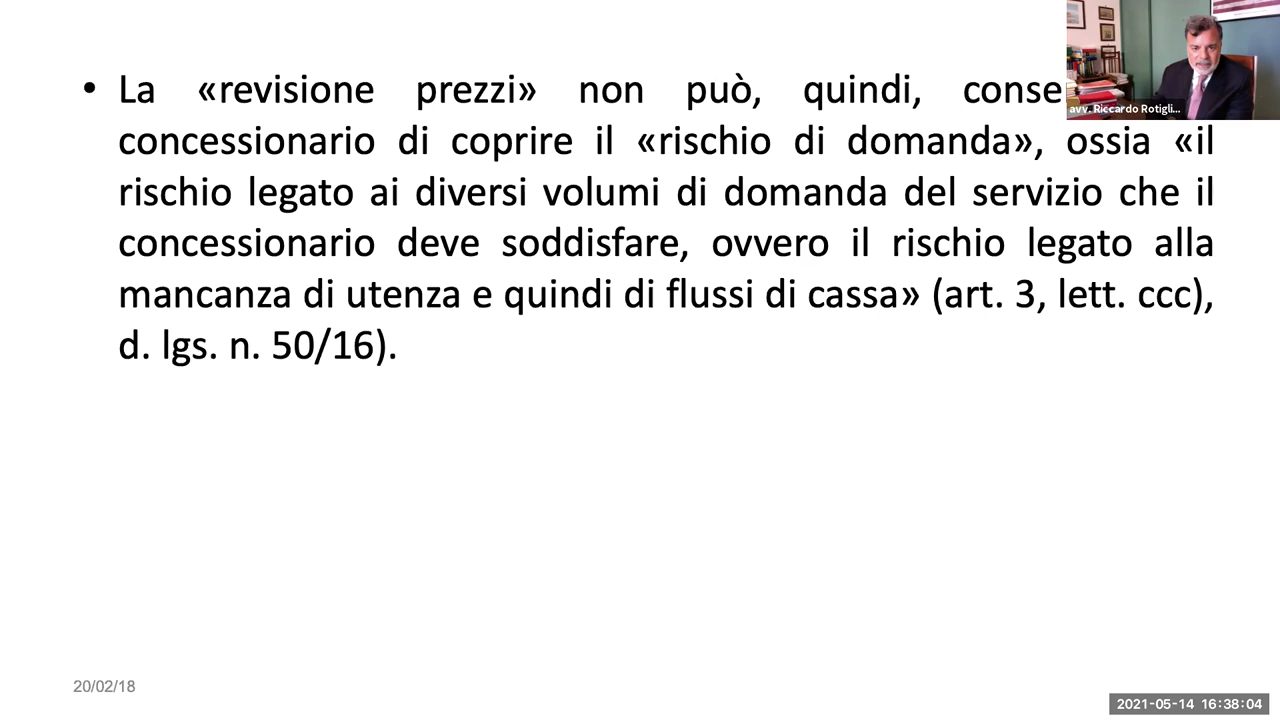 • La «revisione prezzi» non può, quindi,
concessionario di coprire il «rischio di domanda», ossia «il
rischio legato ai diversi volumi di domanda del servizio che il
concessionario deve soddisfare, ovvero il rischio legato alla
mancanza di utenza e quindi di flussi di cassa» (art. 3, lett. ccc),
d. lgs. n. 50/16).
avv. Riccardo Rotigli...
20/02/18
2021-05-14 16:38:04